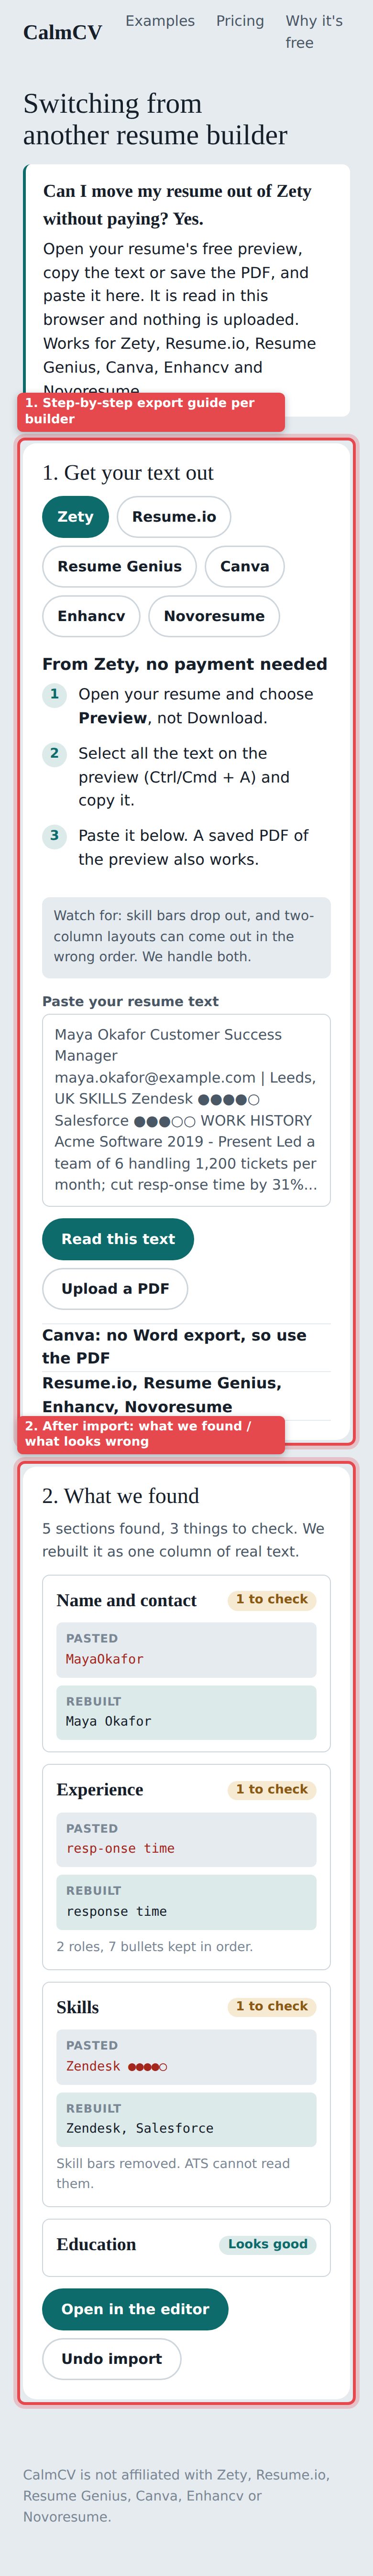 CalmCV
Examples
Pricing
Why it's
free
Switching from
another resume builder
Can I move my resume out of Zety
without paying? Yes.
Open your resume's free preview,
copy the text or save the PDF, and
paste it here. It is read in this
browser and nothing is uploaded.
Works for Zety, Resume.io, Resume
Genius, Canva, Enhancv and
Novoresume
1. Step-by-step export guide per
builder
1. Get your text out
Zety
Resume.io
Resume Genius
Canva
Enhancv
Novoresume
From Zety, no payment needed
1 Open your resume and choose
Preview, not Download.
2 Select all the text on the
preview (Ctrl/Cmd + A) and
copy it.
3 Paste it below. A saved PDF of
the preview also works.
Watch for: skill bars drop out, and two-
column layouts can come out in the
wrong order. We handle both.
Paste your resume text
Maya Okafor Customer Success
Manager
maya.okafor@example.com | Leeds,
UK SKILLS Zendesk ●●●●○
Salesforce ●●●○○ WORK HISTORY
Acme Software 2019 - Present Led a
team of 6 handling 1,200 tickets per
month; cut resp-onse time by 31%...
Read this text
Upload a PDF
Canva: no Word export, so use
the PDF
Resume.io, Resume Genius,
Enhancv, Novoresume
2. After import: what we found /
what looks wrong
2. What we found
5 sections found, 3 things to check. We
rebuilt it as one column of real text.
Name and contact
1 to check
PASTED
MayaOkafor
REBUILT
Maya Okafor
Experience
1 to check
PASTED
resp-onse time
REBUILT
response time
2 roles, 7 bullets kept in order.
Skills
1 to check
PASTED
Zendesk ●●●●○
REBUILT
Zendesk, Salesforce
Skill bars removed. ATS cannot read
them.
Education
Looks good
Open in the editor
Undo import
CalmCV is not affiliated with Zety, Resume.io,
Resume Genius, Canva, Enhancv or
Novoresume.